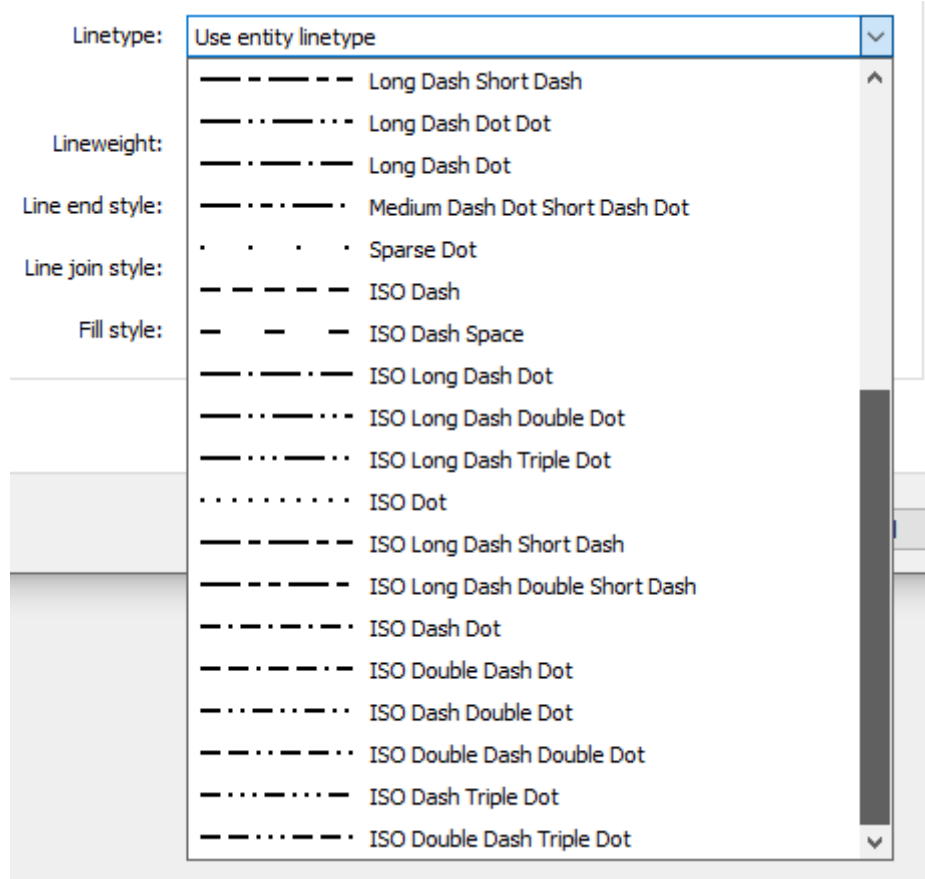 Linetype: Use entity linetype
Long Dash Short Dash
Long Dash Dot Dot
Lineweight:
Long Dash Dot
Line end style: Medium Dash Dot Short Dash Dot
Sparse Dot
Line join style:
ISO Dash
Fill style: ISO Dash Space
ISO Long Dash Dot
ISO Long Dash Double Dot
ISO Long Dash Triple Dot
ISO Dot
ISO Long Dash Short Dash
ISO Long Dash Double Short Dash
ISO Dash Dot
ISO Double Dash Dot
ISO Dash Double Dot
ISO Double Dash Double Dot
ISO Dash Triple Dot
ISO Double Dash Triple Dot